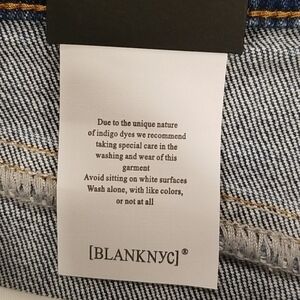 Due to the unique nature
of indigo dyes we recommend
taking special care in the
washing and wear of this
garment
Avoid sitting on white surfaces
Wash alone, with like colors,
or not at all
[BLANKNYC]®